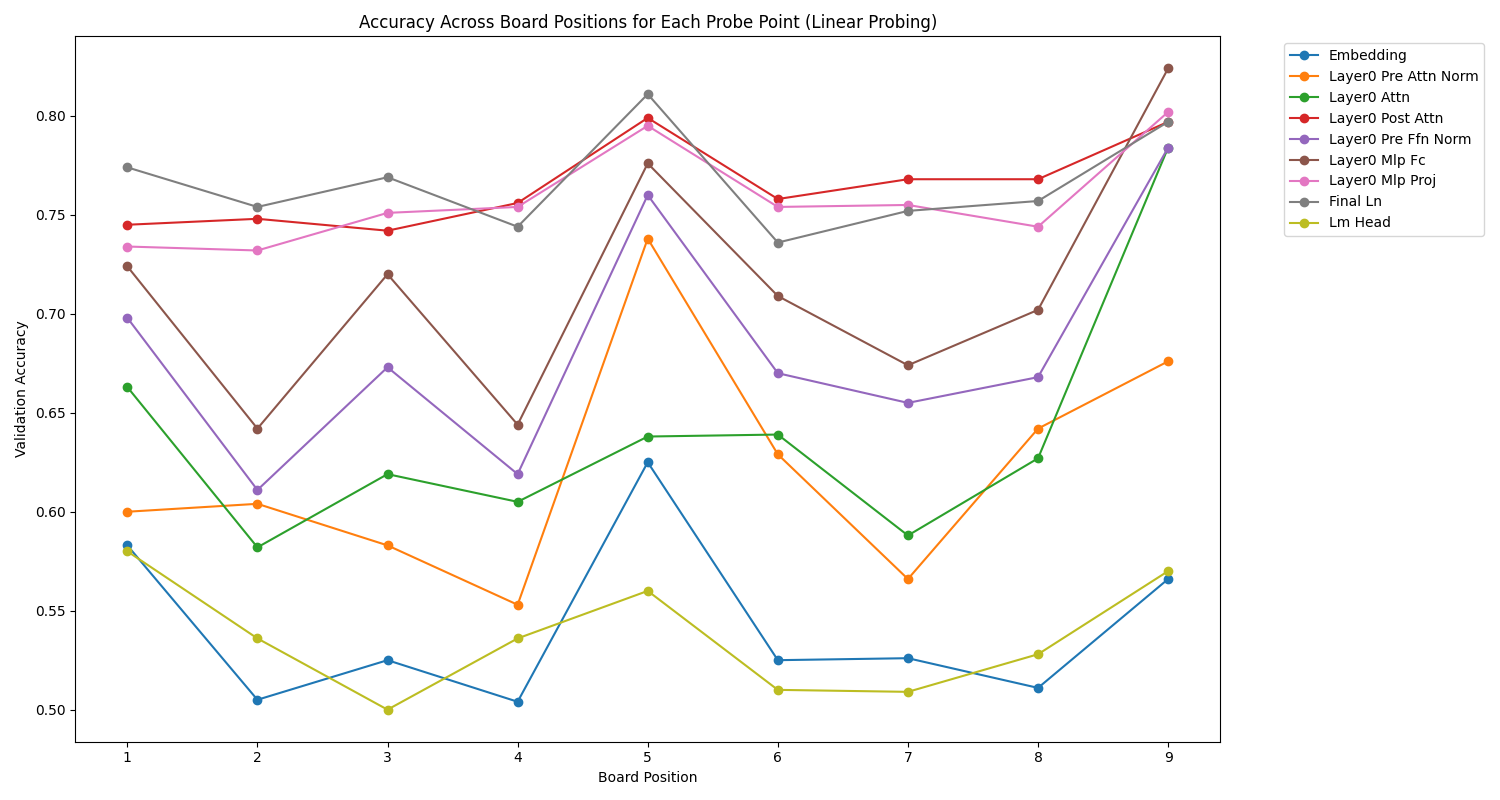 Accuracy Across Board Positions for Each Probe Point (Linear Probing)
Validation Accuracy
0.80
0.75
0.70
0.65
0.60
0.55
0.50
1 2 3 4 5 6 7 8 9
Board Position
Embedding
Layer0 Pre Attn Norm
Layer0 Attn
Layer0 Post Attn
Layer0 Pre Ffn Norm
Layer0 Mlp Fc
Layer0 Mlp Proj
Final Ln
Lm Head